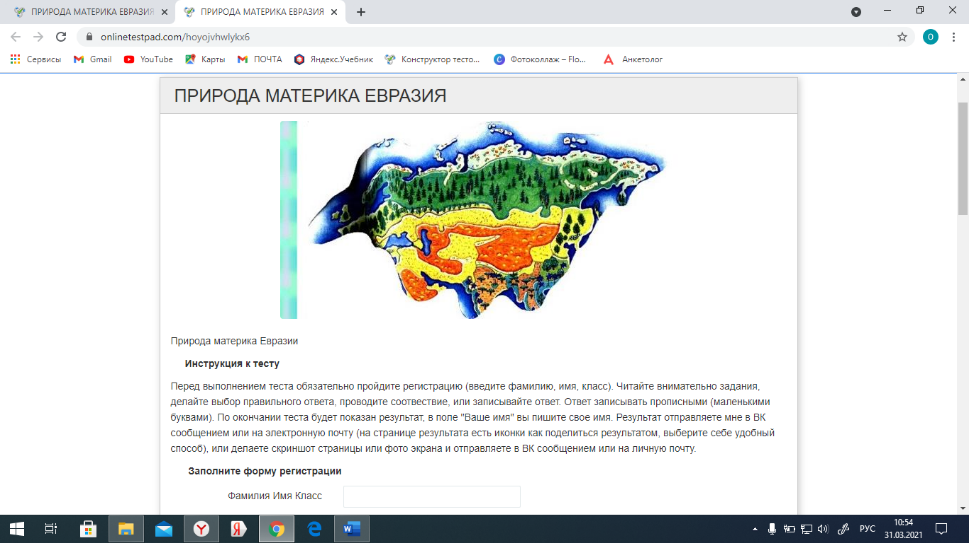 ПРИРОДА МАТЕРИКА ЕВРАЗИЯ
ПРИРОДА МАТЕРИКА ЕВРАЗИЯ
onlinetestpad.com/hoyojvhwlykx6
О
Сервисы Gmail YouTube Карты ПОЧТА Яндекс.Учебник Конструктор тесто... Фотоколлаж – Flo... Анкетолог
ПРИРОДА МАТЕРИКА ЕВРАЗИЯ
Природа материка Евразии
Инструкция к тесту
Перед выполнением теста обязательно пройдите регистрацию (введите фамилию, имя, класс). Читайте внимательно задания,
делайте выбор правильного ответа, проводите соотвествие, или записывайте ответ. Ответ записывать прописными (маленькими
буквами). По окончании теста будет показан результат, в поле "Ваше имя" вы пишите свое имя. Результат отправляете мне в ВК
сообщением или на электронную почту (на странице результата есть иконки как поделиться результатом, выберите себе удобный
способ), или делаете скриншот страницы или фото экрана и отправляете в ВК сообщением или на личную почту.
Заполните форму регистрации
Фамилия Имя Класс
РУС
10:54
31.03.2021